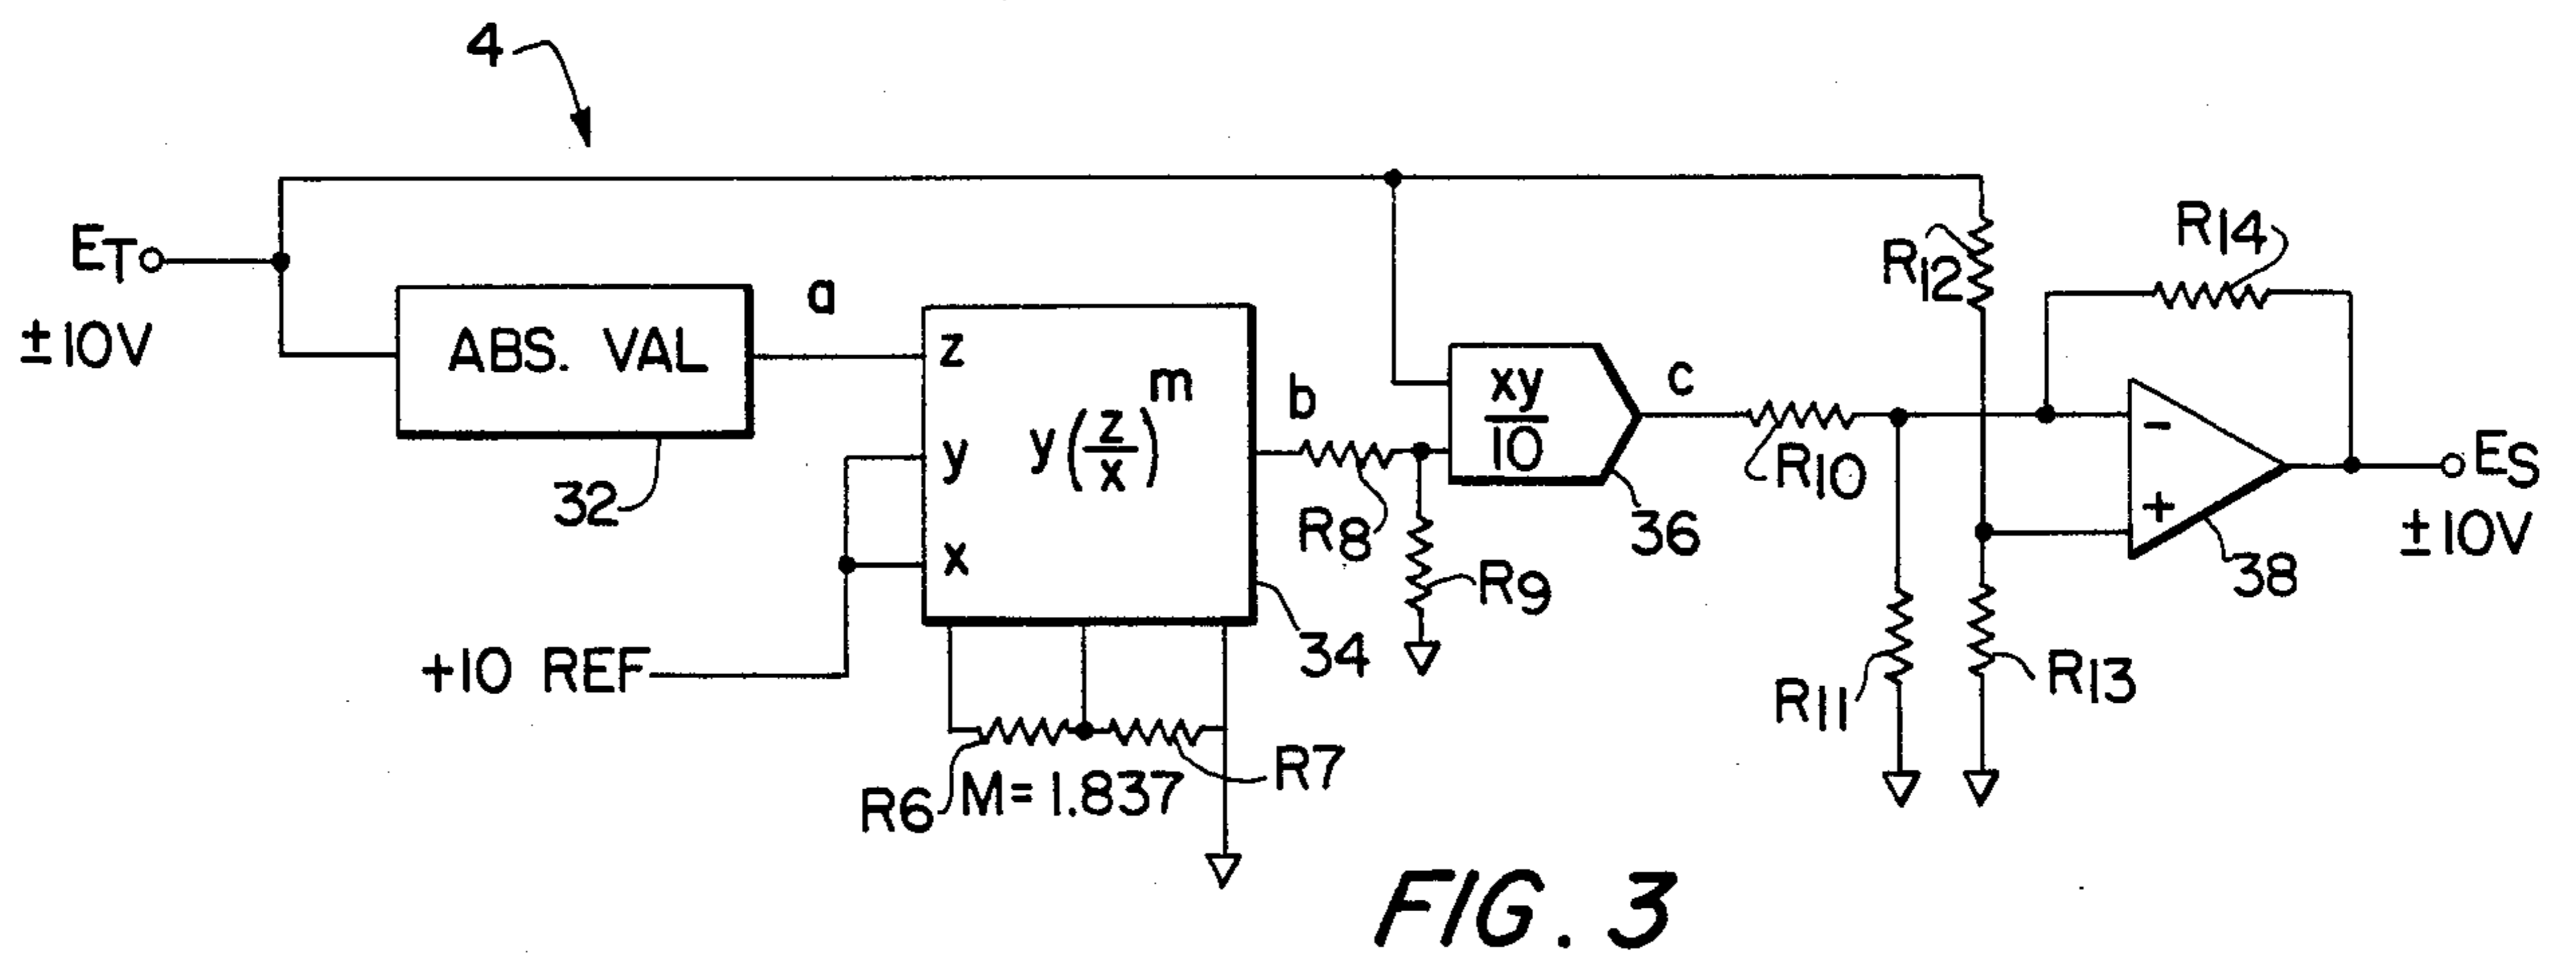 4
ET
±10V
ABS. VAL
32
a
z
y
x
y(z/x)^m
+10 REF
34
R6
M=1.837
R7
b
R8
R9
xy/10
36
c
R10
R11
R12
R13
R14
-
+
38
ES
±10V
FIG. 3